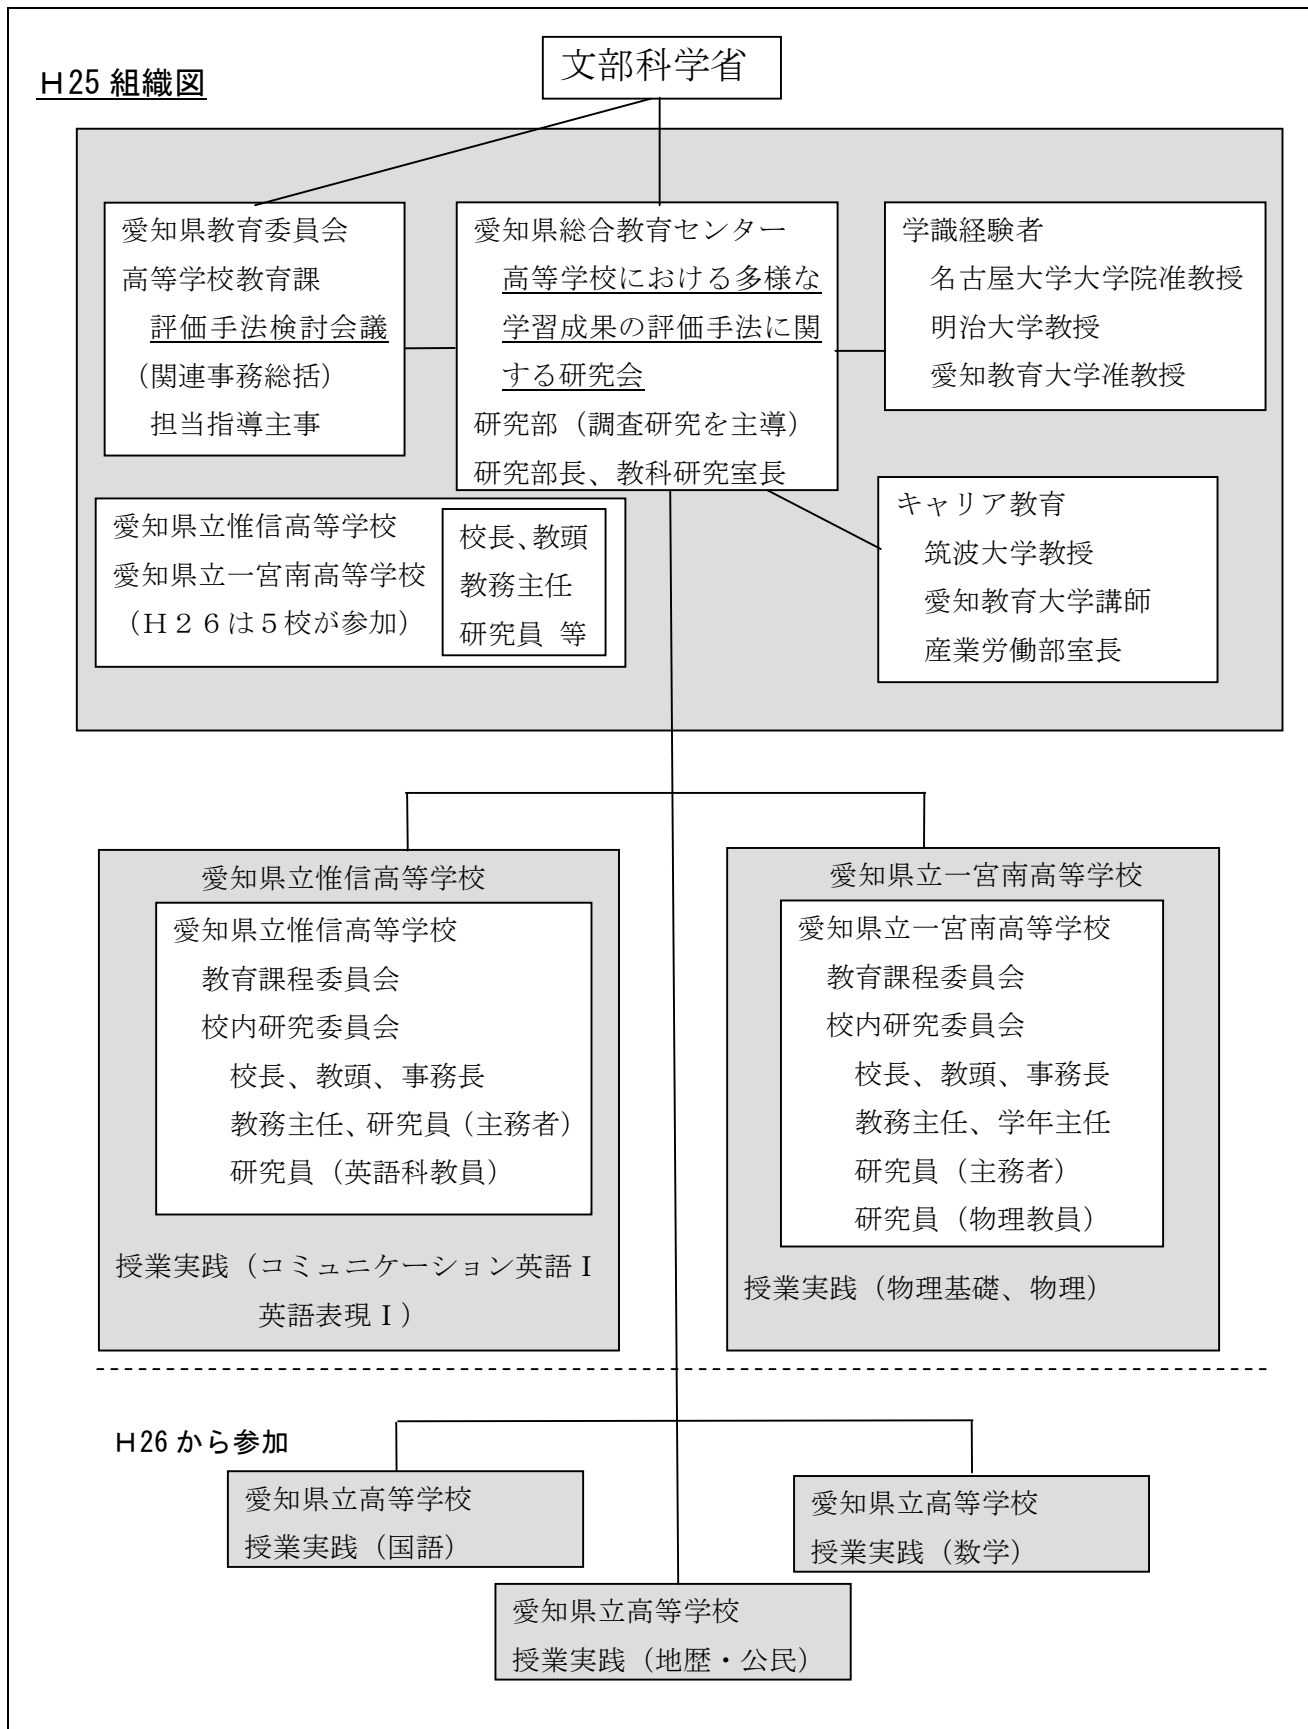 文部科学省
H25 組織図
愛知県教育委員会
高等学校教育課
評価手法検討会議
（関連事務総括）
担当指導主事
愛知県総合教育センター
高等学校における多様な
学習成果の評価手法に関
する研究会
研究部（調査研究を主導）
研究部長、教科研究室長
学識経験者
名古屋大学大学院准教授
明治大学教授
愛知教育大学准教授
愛知県立惟信高等学校
愛知県立一宮南高等学校
（Ｈ２６は５校が参加）
校長、教頭
教務主任
研究員 等
キャリア教育
筑波大学教授
愛知教育大学講師
産業労働部室長
愛知県立惟信高等学校
愛知県立惟信高等学校
教育課程委員会
校内研究委員会
校長、教頭、事務長
教務主任、研究員（主務者）
研究員（英語科教員）
授業実践（コミュニケーション英語Ⅰ
英語表現Ⅰ）
愛知県立一宮南高等学校
愛知県立一宮南高等学校
教育課程委員会
校内研究委員会
校長、教頭、事務長
教務主任、学年主任
研究員（主務者）
研究員（物理教員）
授業実践（物理基礎、物理）
H26 から参加
愛知県立高等学校
授業実践（国語）
愛知県立高等学校
授業実践（数学）
愛知県立高等学校
授業実践（地歴・公民）